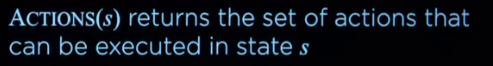 ACTIONS(s) returns the set of actions that
can be executed in state s